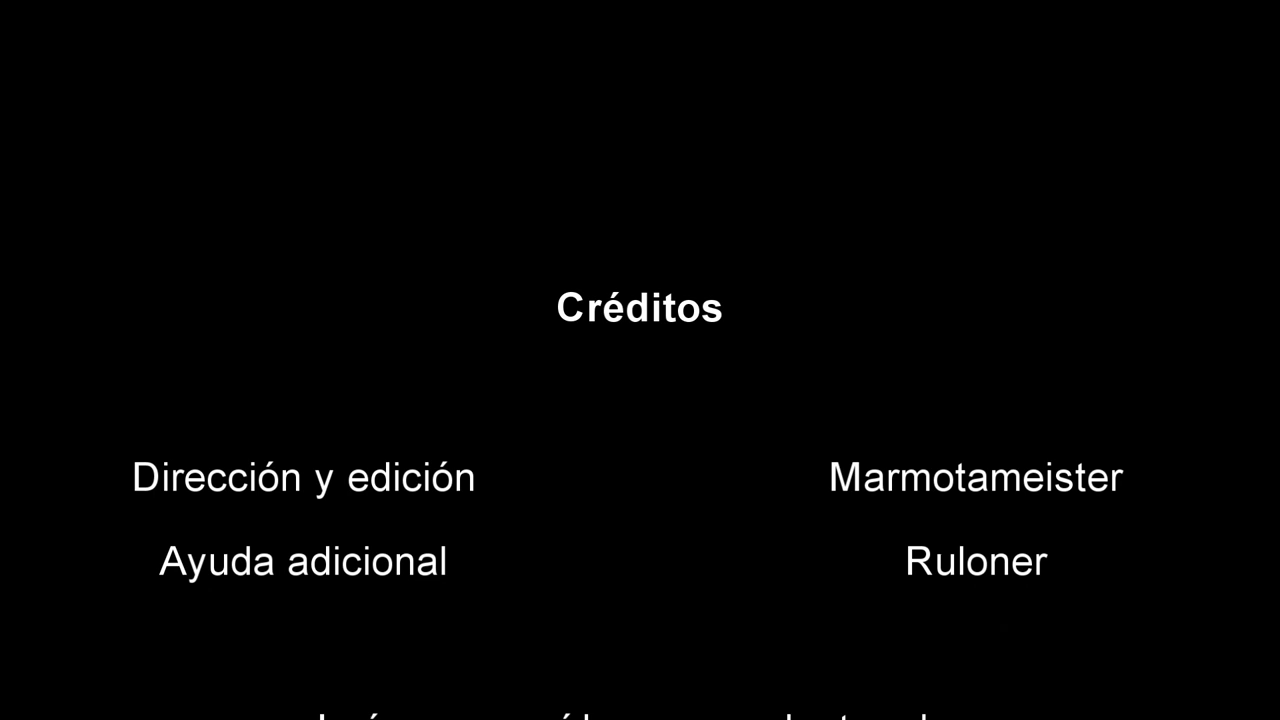 Créditos
Dirección y edición Marmotameister
Ayuda adicional Ruloner